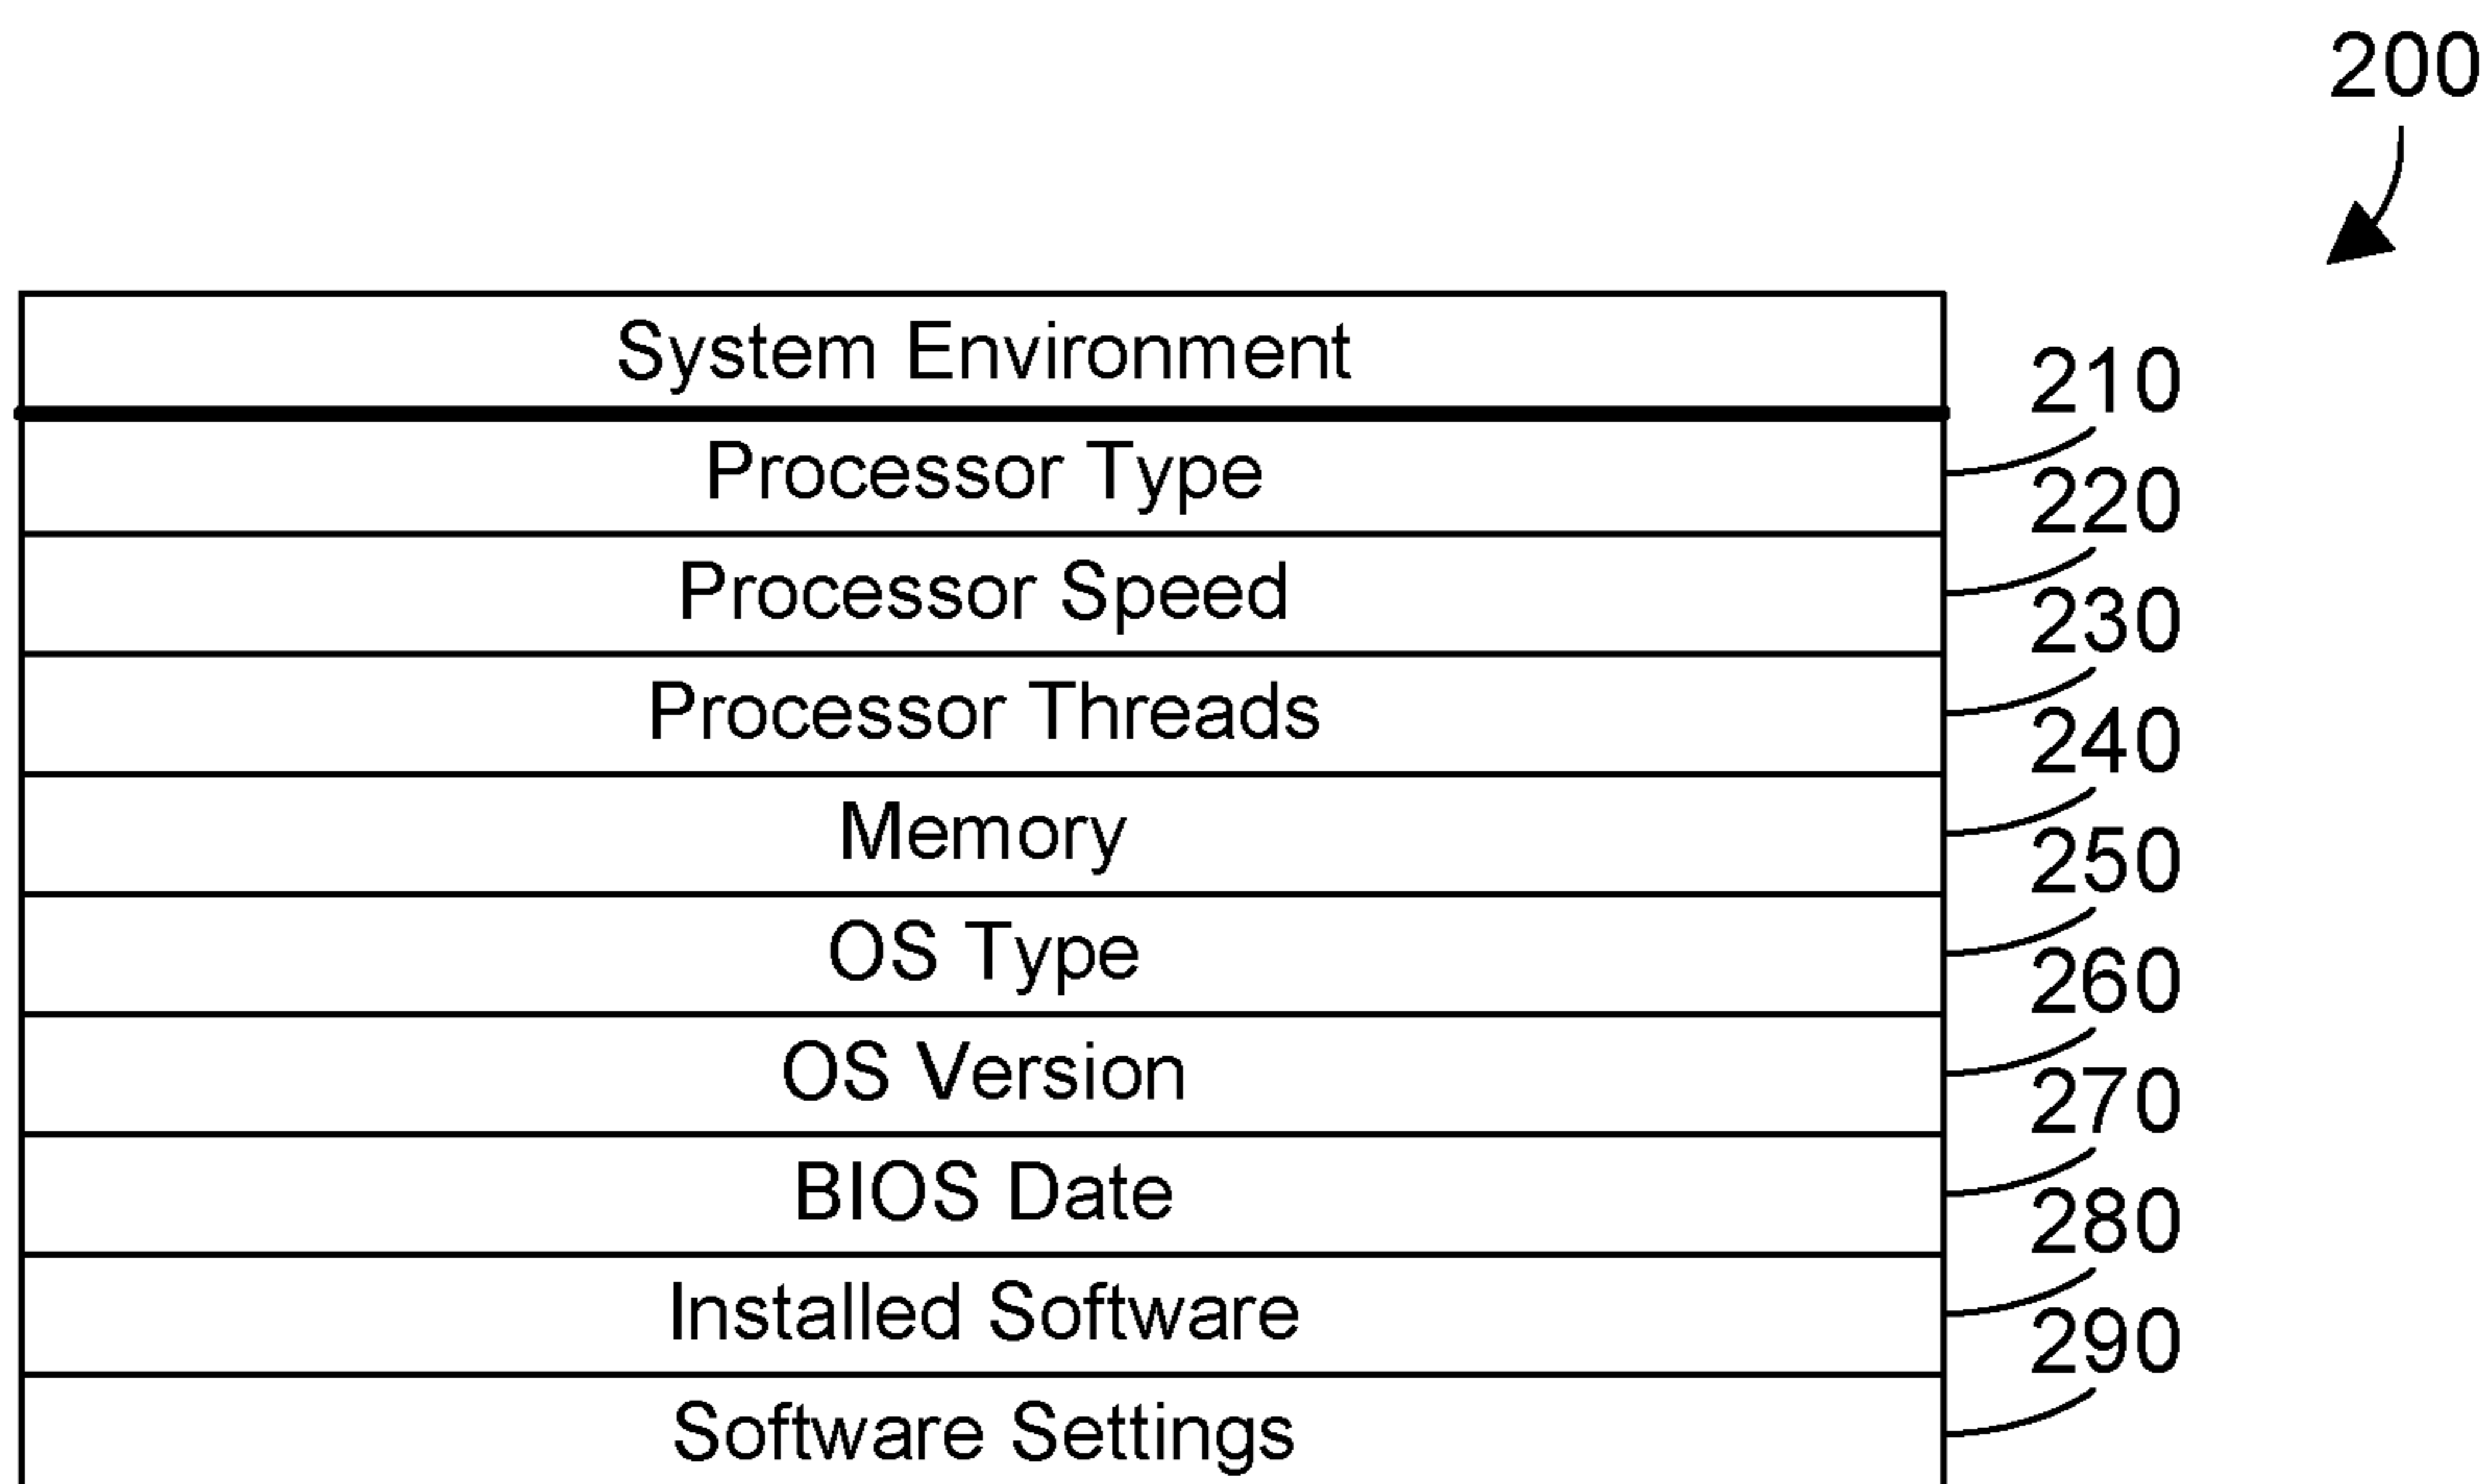 200
System Environment
210
Processor Type
220
Processor Speed
230
Processor Threads
240
Memory
250
OS Type
260
OS Version
270
BIOS Date
280
Installed Software
290
Software Settings